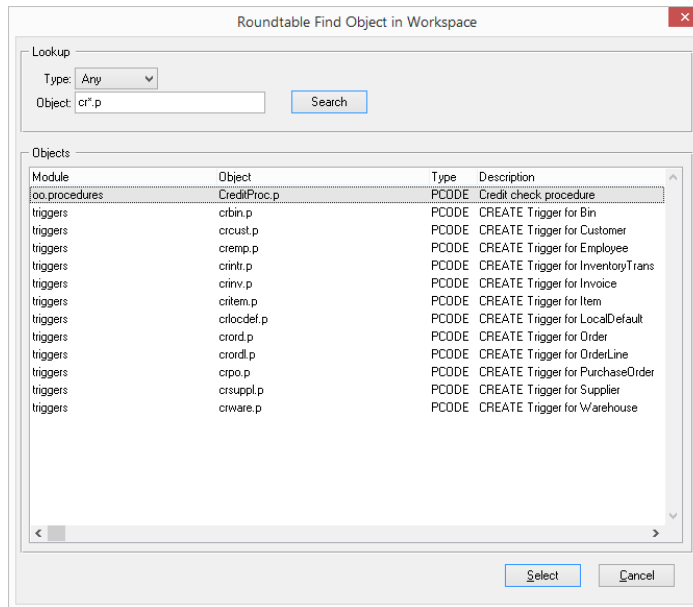 Roundtable Find Object in Workspace
Lookup
Type: Any
Object: cr*.p Search
Objects
Module Object Type Description
oo.procedures CreditProc.p PCODE Credit check procedure
triggers crbin.p PCODE CREATE Trigger for Bin
triggers crcust.p PCODE CREATE Trigger for Customer
triggers cremp.p PCODE CREATE Trigger for Employee
triggers crintr.p PCODE CREATE Trigger for InventoryTrans
triggers crinv.p PCODE CREATE Trigger for Invoice
triggers critem.p PCODE CREATE Trigger for Item
triggers crlocdef.p PCODE CREATE Trigger for LocalDefault
triggers crord.p PCODE CREATE Trigger for Order
triggers crordl.p PCODE CREATE Trigger for OrderLine
triggers crpo.p PCODE CREATE Trigger for PurchaseOrder
triggers crsuppl.p PCODE CREATE Trigger for Supplier
triggers crware.p PCODE CREATE Trigger for Warehouse
Select Cancel